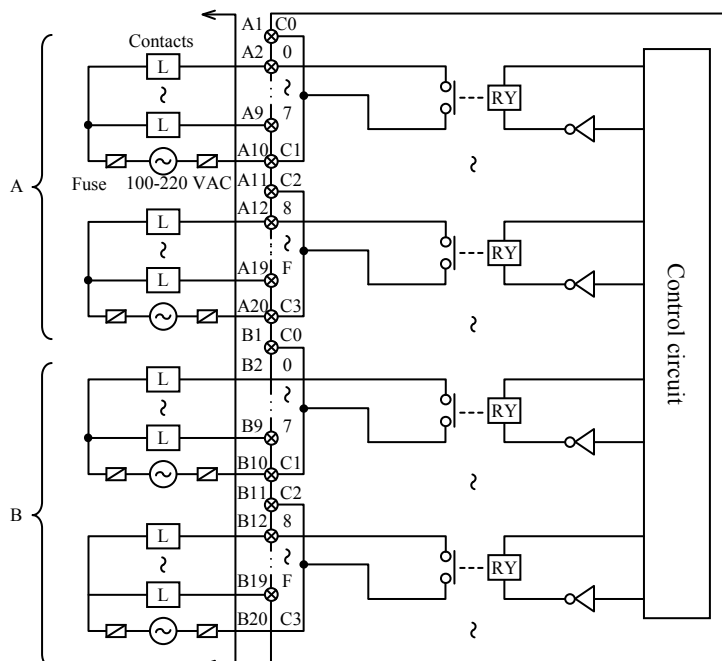 A1 C0
Contacts
A2 0
L
L
A9 7
A10 C1
Fuse 100-220 VAC
A11 C2
A
A12 8
L
L
A19 F
A20 C3
RY
RY
B1 C0
B2 0
L
L
B9 7
B10 C1
B11 C2
B
B12 8
L
L
B19 F
B20 C3
RY
RY
Control circuit